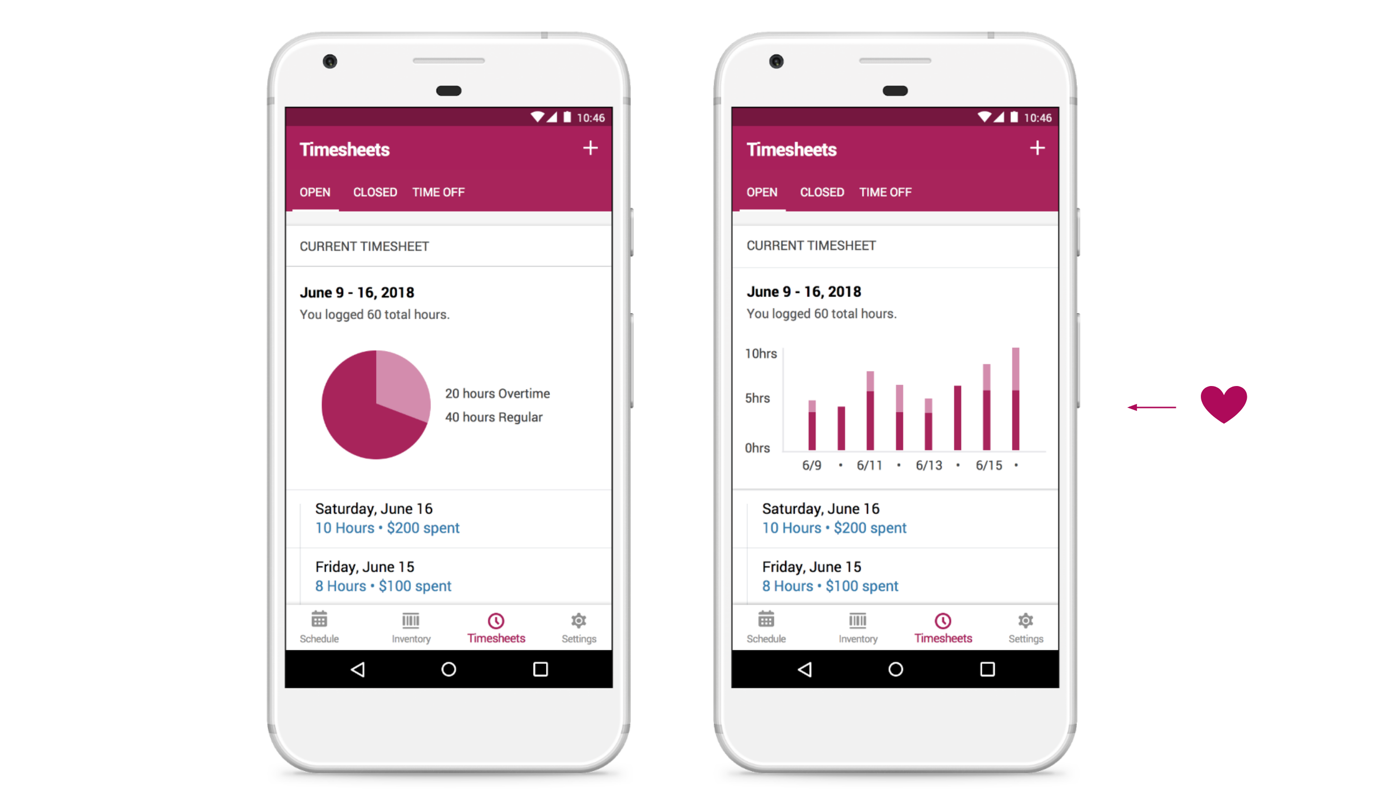 10:46
Timesheets
+
OPEN CLOSED TIME OFF
CURRENT TIMESHEET
June 9 - 16, 2018
You logged 60 total hours.
20 hours Overtime
40 hours Regular
Saturday, June 16
10 Hours • $200 spent
Friday, June 15
8 Hours • $100 spent
Schedule Inventory Timesheets Settings
10:46
Timesheets
+
OPEN CLOSED TIME OFF
CURRENT TIMESHEET
June 9 - 16, 2018
You logged 60 total hours.
10hrs
5hrs
0hrs
6/9 • 6/11 • 6/13 • 6/15 •
Saturday, June 16
10 Hours • $200 spent
Friday, June 15
8 Hours • $100 spent
Schedule Inventory Timesheets Settings